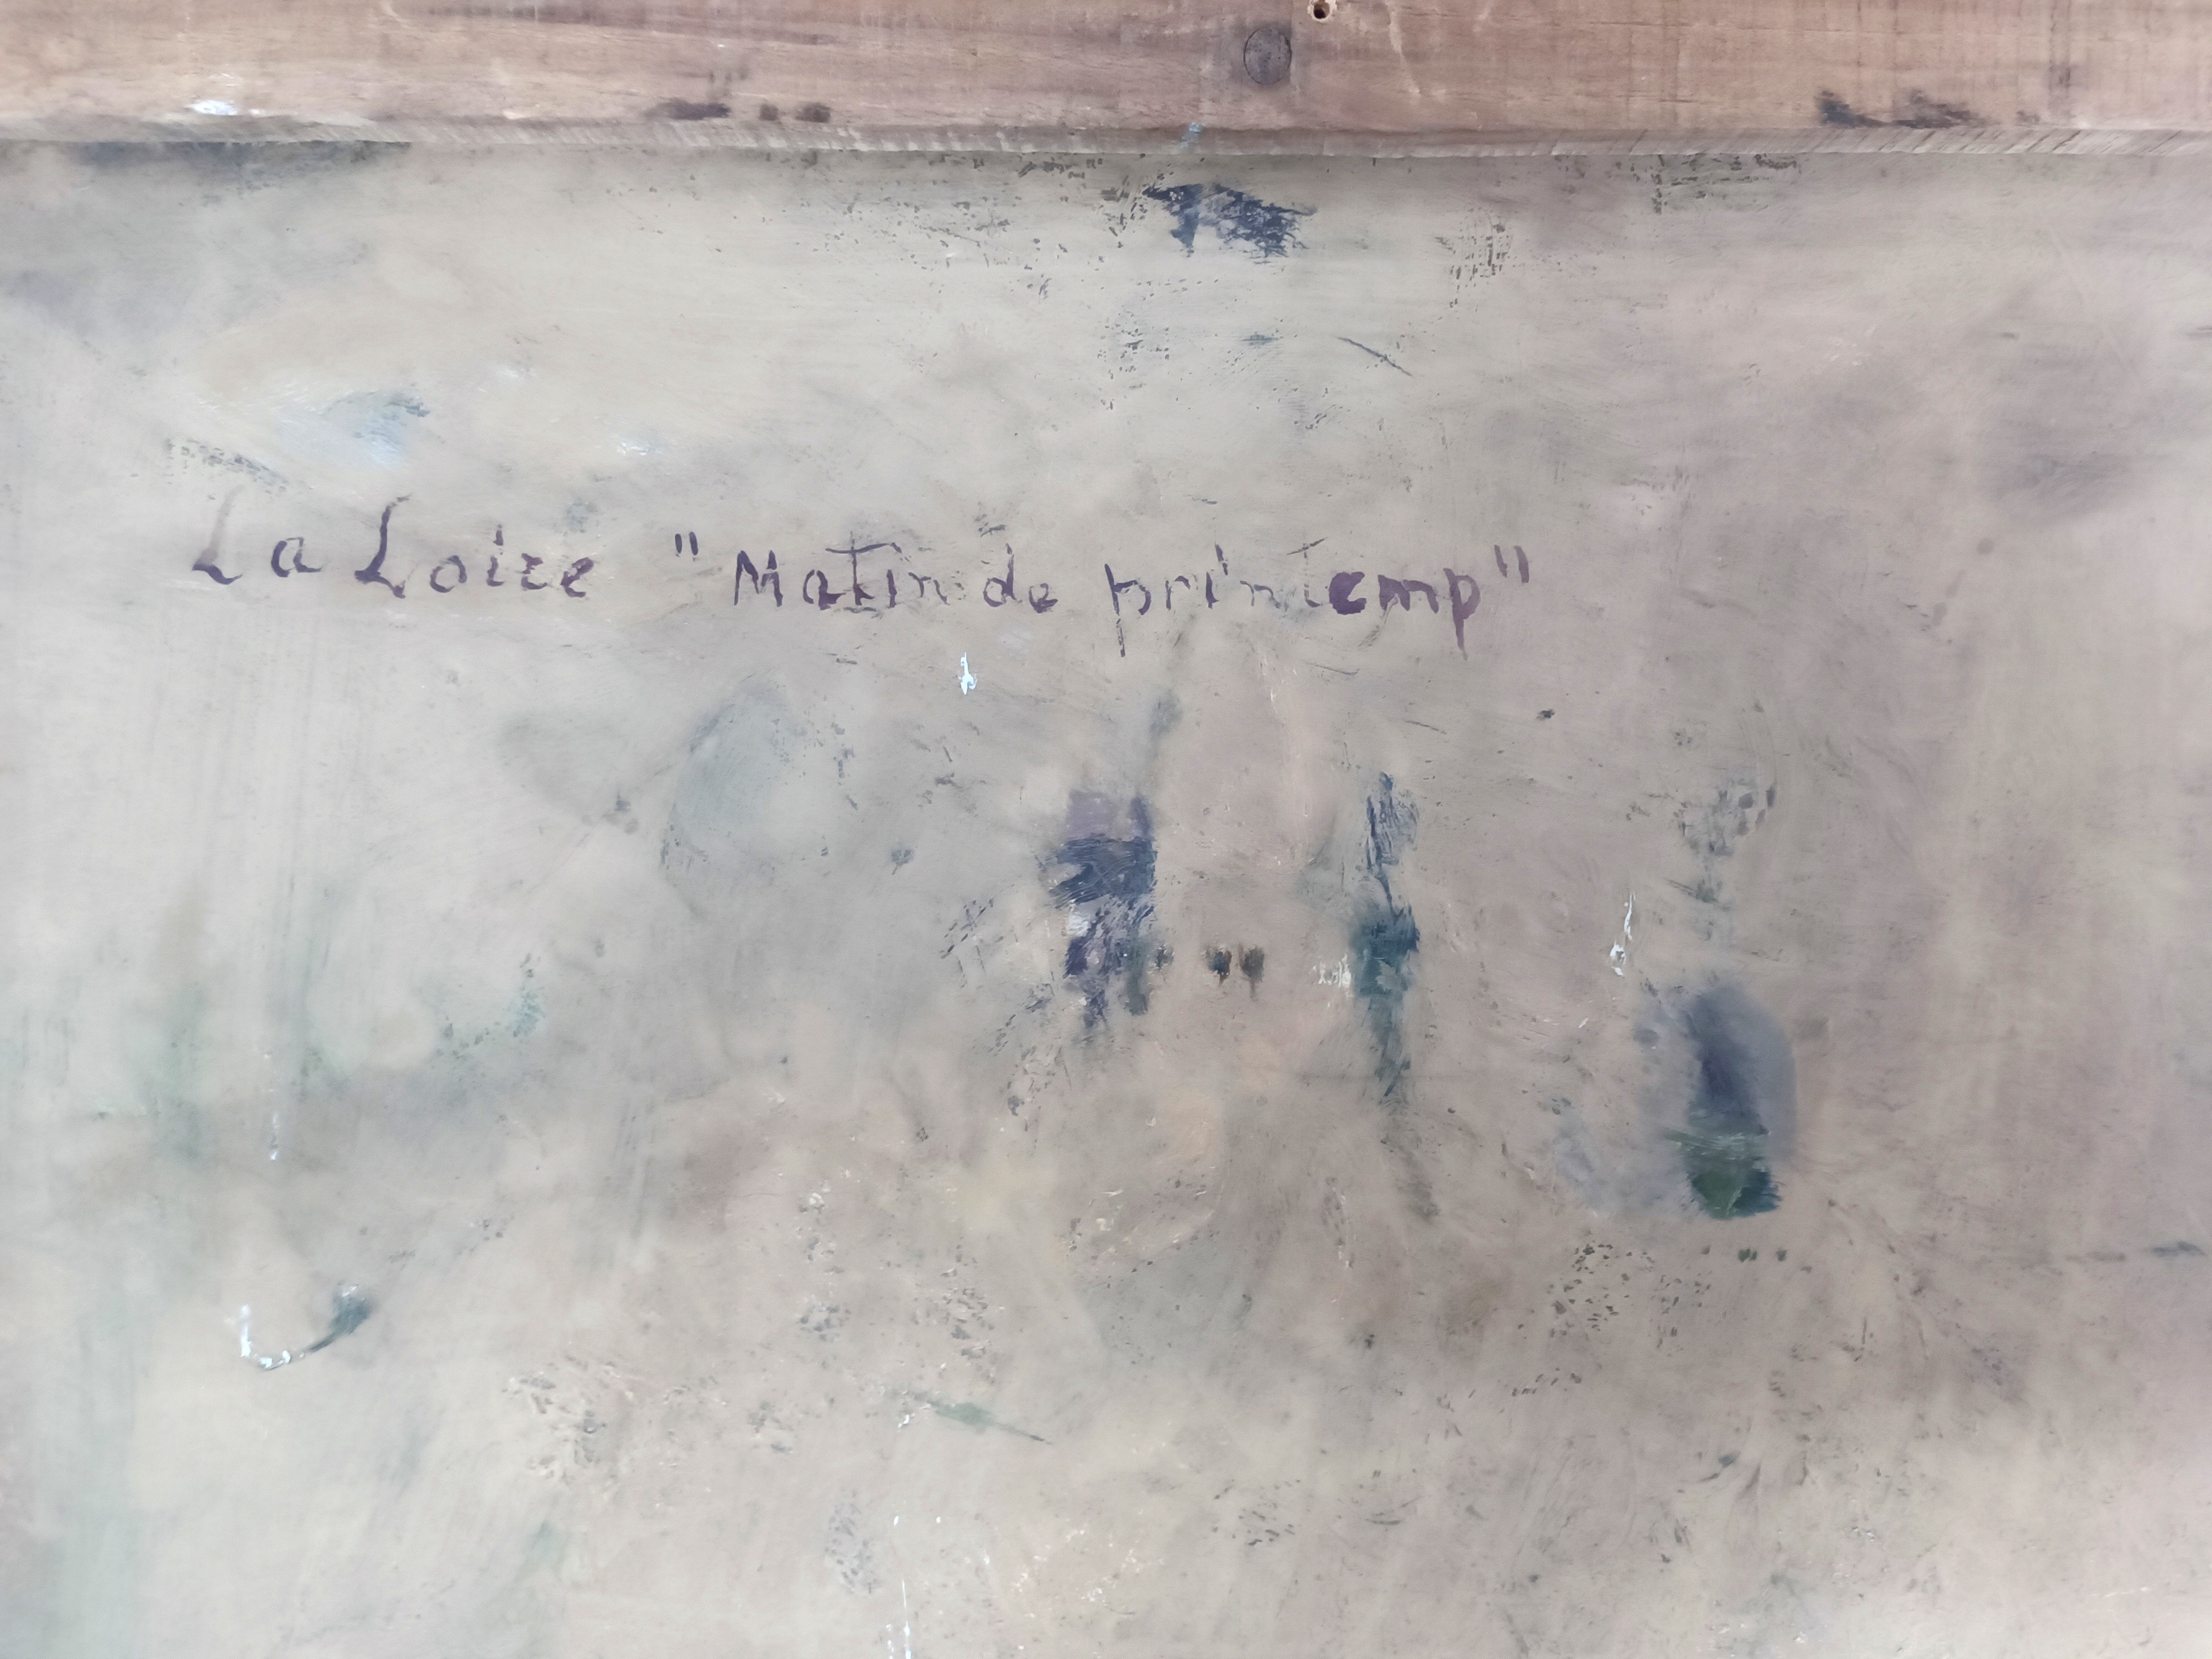 La Loire "Matin de printemp"